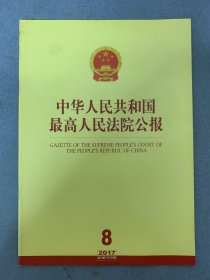 中华人民共和国
最高人民法院公报
GAZETTE OF THE SUPREME PEOPLE'S COURT OF
THE PEOPLE'S REPUBLIC OF CHINA
8
2017